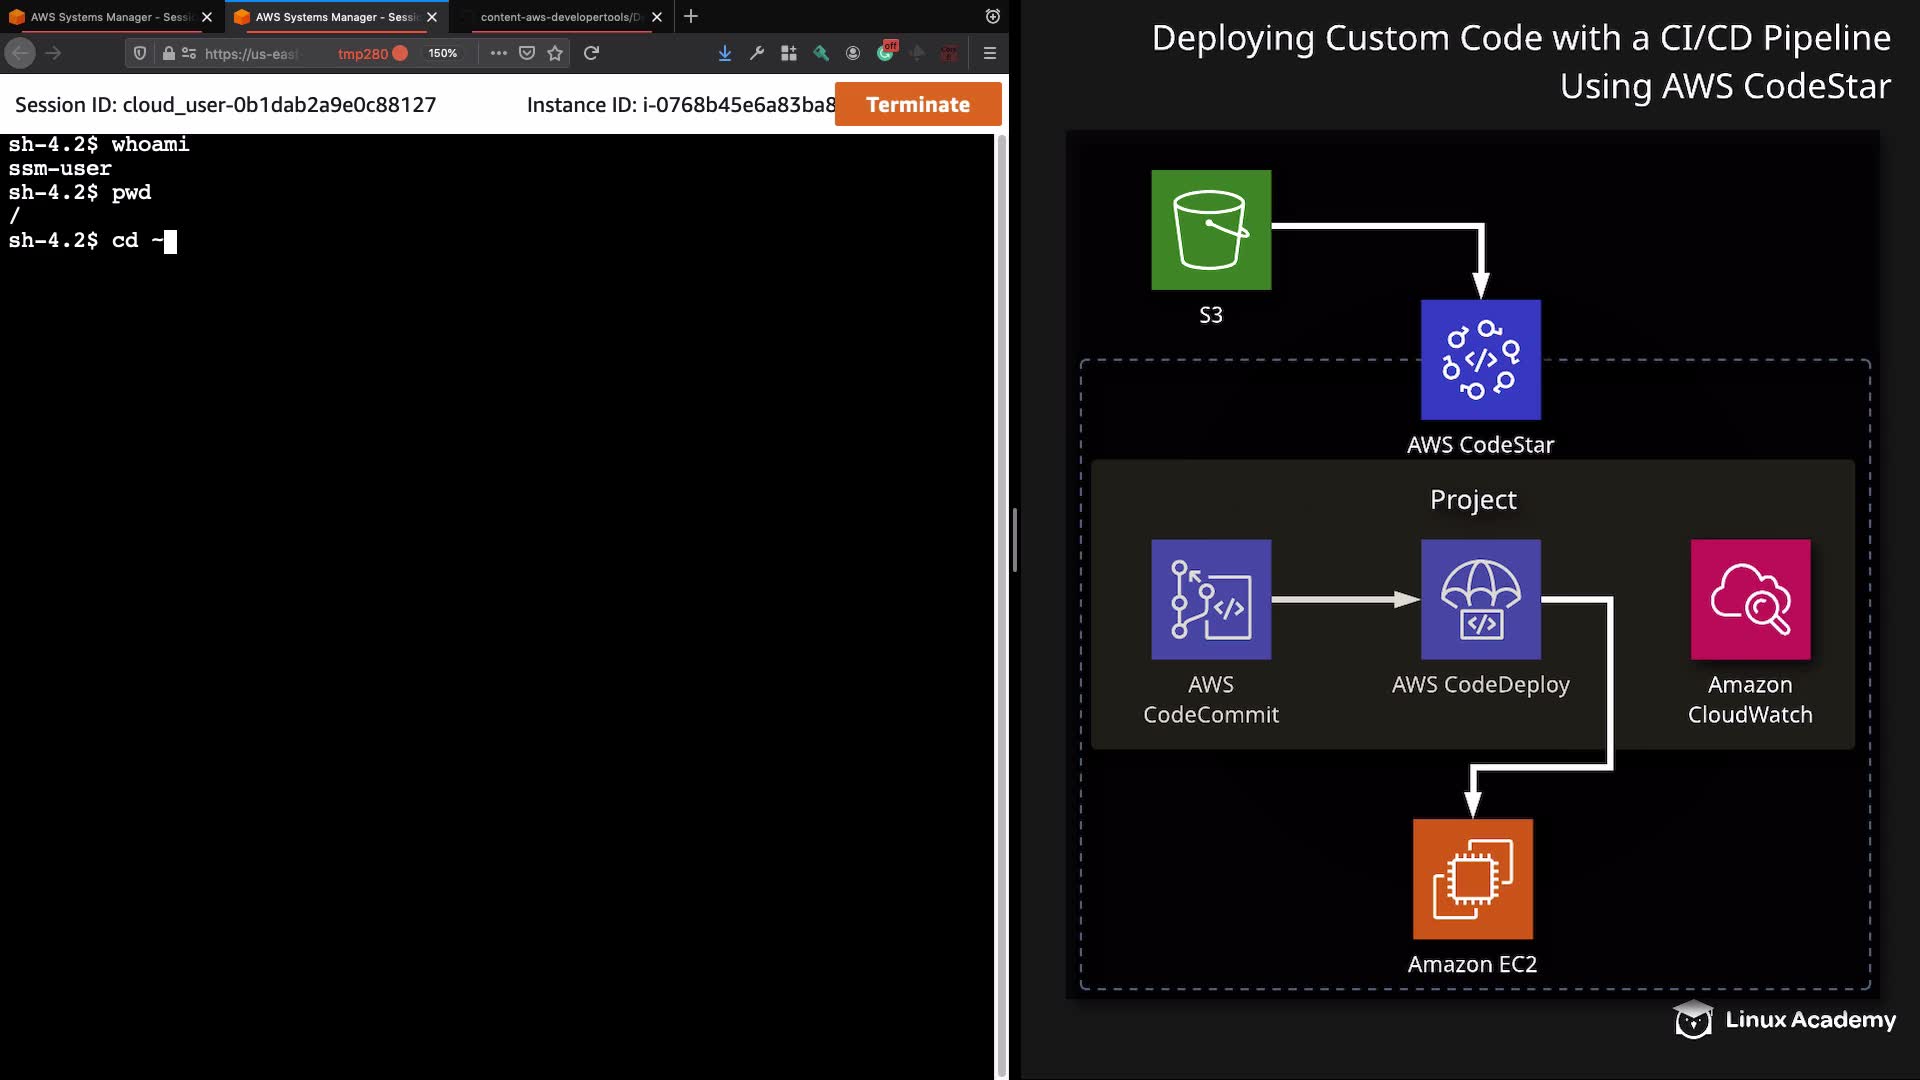 AWS Systems Manager - Sessi
AWS Systems Manager - Sessi
content-aws-developertools/D
https://us-east
tmp280
150%
off
Session ID: cloud_user-0b1dab2a9e0c88127
Instance ID: i-0768b45e6a83ba8
Terminate
sh-4.2$ whoami
ssm-user
sh-4.2$ pwd
/
sh-4.2$ cd ~
Deploying Custom Code with a CI/CD Pipeline
Using AWS CodeStar
S3
AWS CodeStar
Project
AWS
CodeCommit
AWS CodeDeploy
Amazon
CloudWatch
Amazon EC2
Linux Academy